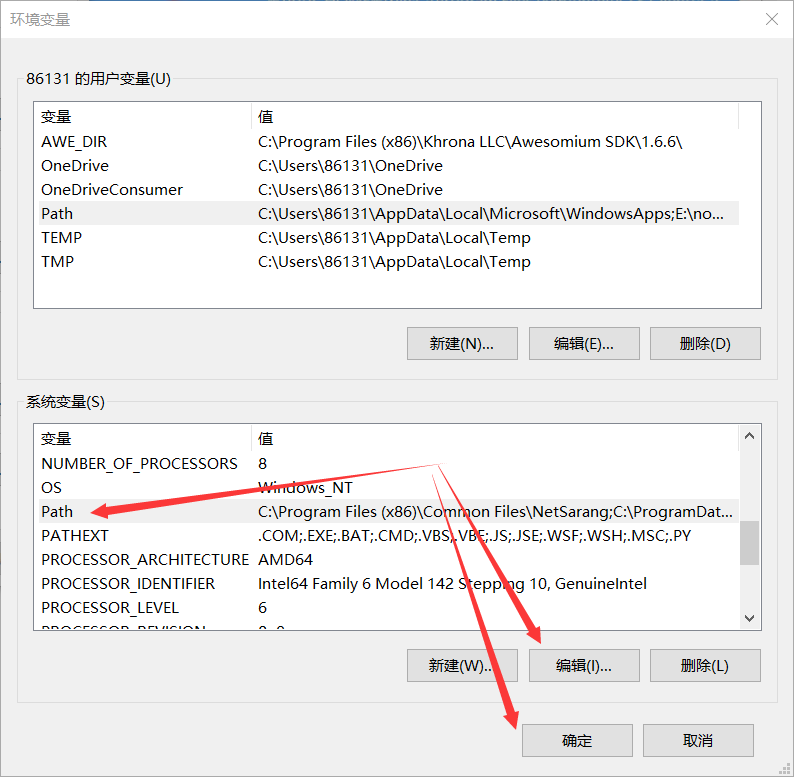 环境变量
86131 的用户变量(U)
变量 值
AWE_DIR C:\Program Files (x86)\Khrona LLC\Awesomium SDK\1.6.6\
OneDrive C:\Users\86131\OneDrive
OneDriveConsumer C:\Users\86131\OneDrive
Path C:\Users\86131\AppData\Local\Microsoft\WindowsApps;E:\no...
TEMP C:\Users\86131\AppData\Local\Temp
TMP C:\Users\86131\AppData\Local\Temp
新建(N)... 编辑(E)... 删除(D)
系统变量(S)
变量 值
NUMBER_OF_PROCESSORS 8
OS Windows_NT
Path C:\Program Files (x86)\Common Files\NetSarang;C:\ProgramDat...
PATHEXT .COM;.EXE;.BAT;.CMD;.VBS;.VBE;.JS;.JSE;.WSF;.WSH;.MSC;.PY
PROCESSOR_ARCHITECTURE AMD64
PROCESSOR_IDENTIFIER Intel64 Family 6 Model 142 Stepping 10, GenuineIntel
PROCESSOR_LEVEL 6
PROCESSOR_REVISION
新建(W)... 编辑(I)... 删除(L)
确定 取消